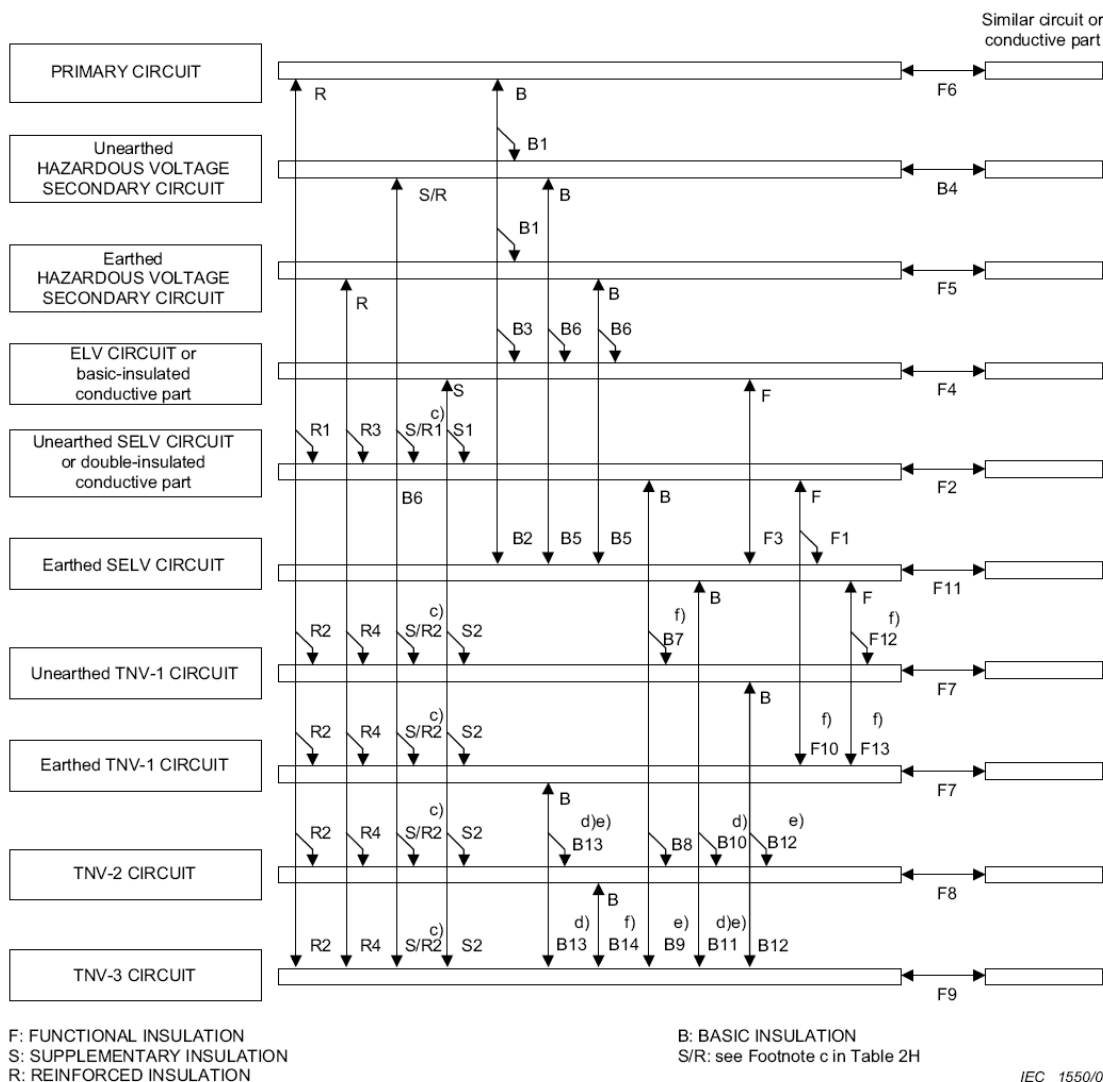 Similar circuit or
conductive part
PRIMARY CIRCUIT
R
B
F6
Unearthed
HAZARDOUS VOLTAGE
SECONDARY CIRCUIT
B1
S/R
B
B4
Earthed
HAZARDOUS VOLTAGE
SECONDARY CIRCUIT
B1
R
B
F5
ELV CIRCUIT or
basic-insulated
conductive part
B3
B6
B6
S
F
F4
c)
Unearthed SELV CIRCUIT
or double-insulated
conductive part
R1
R3
S/R1
S1
B6
B
F
F2
Earthed SELV CIRCUIT
B2
B5
B5
F3
F1
B
F
F11
c)
f)
f)
Unearthed TNV-1 CIRCUIT
R2
R4
S/R2
S2
B7
F12
B
F7
c)
f)
f)
Earthed TNV-1 CIRCUIT
R2
R4
S/R2
S2
F10
F13
B
F7
c)
d)e)
d)
e)
TNV-2 CIRCUIT
R2
R4
S/R2
S2
B13
B8
B10
B12
B
F8
c)
d)
f)
e)
d)e)
TNV-3 CIRCUIT
R2
R4
S/R2
S2
B13
B14
B9
B11
B12
F9
F: FUNCTIONAL INSULATION
B: BASIC INSULATION
S: SUPPLEMENTARY INSULATION
S/R: see Footnote c in Table 2H
R: REINFORCED INSULATION
IEC 1550/0